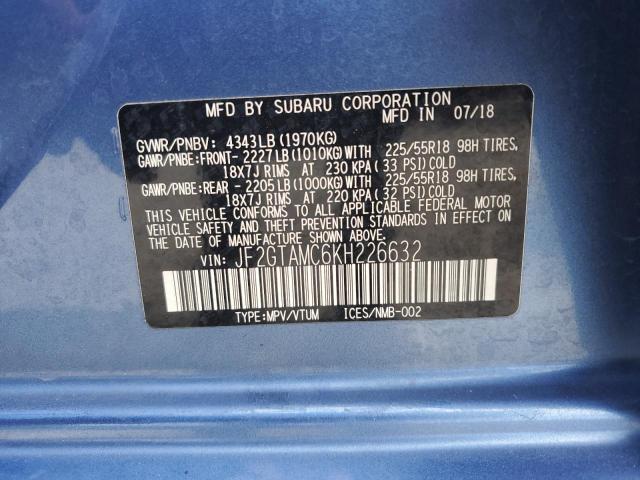 MFD BY SUBARU CORPORATION
MFD IN 07/18
GVWR/PNBV: 4343LB(1970KG)
GAWR/PNBE:FRONT-2227LB(1010KG)WITH 225/55R18 98H TIRES,
18X7J RIMS AT 230 KPA(33 PSI)COLD
GAWR/PNBE:REAR -2205LB(1000KG)WITH 225/55R18 98H TIRES,
18X7J RIMS AT 220 KPA(32 PSI)COLD
THIS VEHICLE CONFORMS TO ALL APPLICABLE FEDERAL MOTOR
VEHICLE SAFETY AND THEFT PREVENTION STANDARDS IN EFFECT
ON THE DATE OF MANUFACTURE SHOWN ABOVE.
VIN: JF2GTAMC6KH226632
TYPE:MPV/VTUM ICES/NMB-002